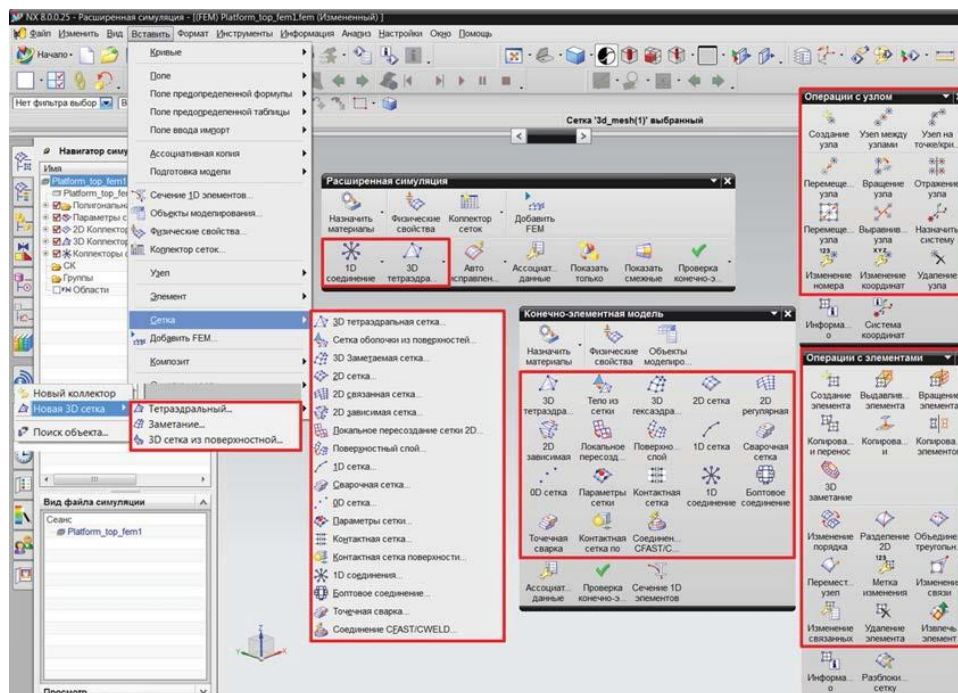 NX 8.0.0.25 - Расширенная симуляция - [(FEM) Platform_top_fem1.fem (Измененный) ]
Файл Изменить Вид Вставить Формат Инструменты Информация Анализ Настройки Окно Помощь
Начало
Нет фильтра выбор
Сетка '3d_mesh(1)' выбранный
Навигатор симу
Имя
Platform_top_fem1
Platform_top_fe
Полигональн
Параметры с
2D Коллектор
3D Коллектор
Коллекторы с
СК
Группы
Области
Кривые
Поле
Поле предопределенной формулы
Поле предопределенной таблицы
Поле ввода импорт
Ассоциативная копия
Подготовка модели
Сечение 1D элементов...
Объекты моделирования...
Физические свойства...
Коллектор сеток...
Узел
Элемент
Сетка
Добавить FEM...
Композит
Новый коллектор
Новая 3D сетка
Поиск объекта...
Тетраэдральный...
Заметание...
3D сетка из поверхностной...
Вид файла симуляции
Сеанс
Platform_top_fem1
Просмотр
3D тетраэдральная сетка...
Сетка оболочки из поверхностей...
3D Заметаемая сетка...
2D сетка...
2D связанная сетка...
2D зависимая сетка...
Локальное пересоздание сетки 2D...
Поверхностный слой...
1D сетка...
Сварочная сетка...
0D сетка...
Параметры сетки...
Контактная сетка...
Контактная сетка поверхности...
1D соединения...
Болтовое соединение...
Точечная сварка...
Соединение CFAST/CWELD...
Расширенная симуляция
Назначить материалы
Физические свойства
Коллектор сеток
Добавить FEM
1D соединение
3D тетраэдра...
Авто исправлен...
Ассоциат... данные
Показать только
Показать смежные
Проверка конечно-э...
Конечно-элементная модель
Назначить материалы
Физические свойства
Объекты моделиро...
3D тетраэдра...
Тело из сетки
3D гексаэдра...
2D сетка
2D регулярная
2D зависимая
Локальное пересозд...
Поверхно... слой
1D сетка
Сварочная сетка
0D сетка
Параметры сетки
Контактная сетка
1D соединение
Болтовое соединение
Точечная сварка
Контактная сетка по
Соединен... CFAST/C...
Ассоциат... данные
Проверка конечно-э...
Сечение 1D элементов
Операции с узлом
Создание узла
Узел между узлами
Узел на точке/кри...
Перемеще... узла
Вращение узла
Отражение узла
Перемеще... узла
Выравнив... узла
Назначить систему
Изменение номера
Изменение координат
Удаление узла
Информа... о
Система координат
Операции с элементами
Создание элемента
Выдавлив... элемента
Вращение элемента
Копирова... и перенос
Копирова... и
Копирова... элементо
3D заметание
Изменение порядка
Разделение 2D
Объедине треугольн.
Перемест... узел
Метка изменения
Изменени связи
Изменение связанных
Удаление элемента
Извлечь элемент
Информа... о
Разблоки... сетку
XYZ